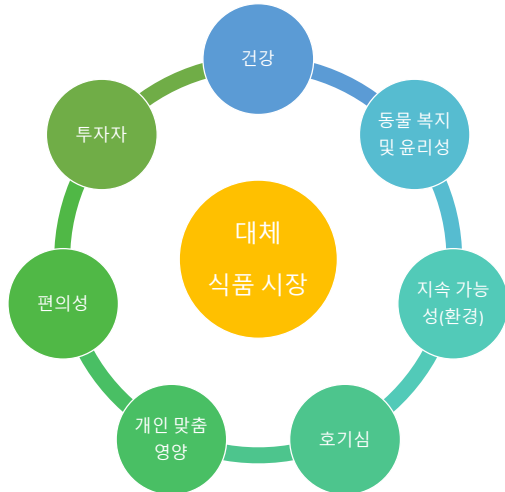 건강
동물 복지
및 윤리성
지속 가능
성(환경)
호기심
개인 맞춤
영양
편의성
투자자
대체
식품 시장